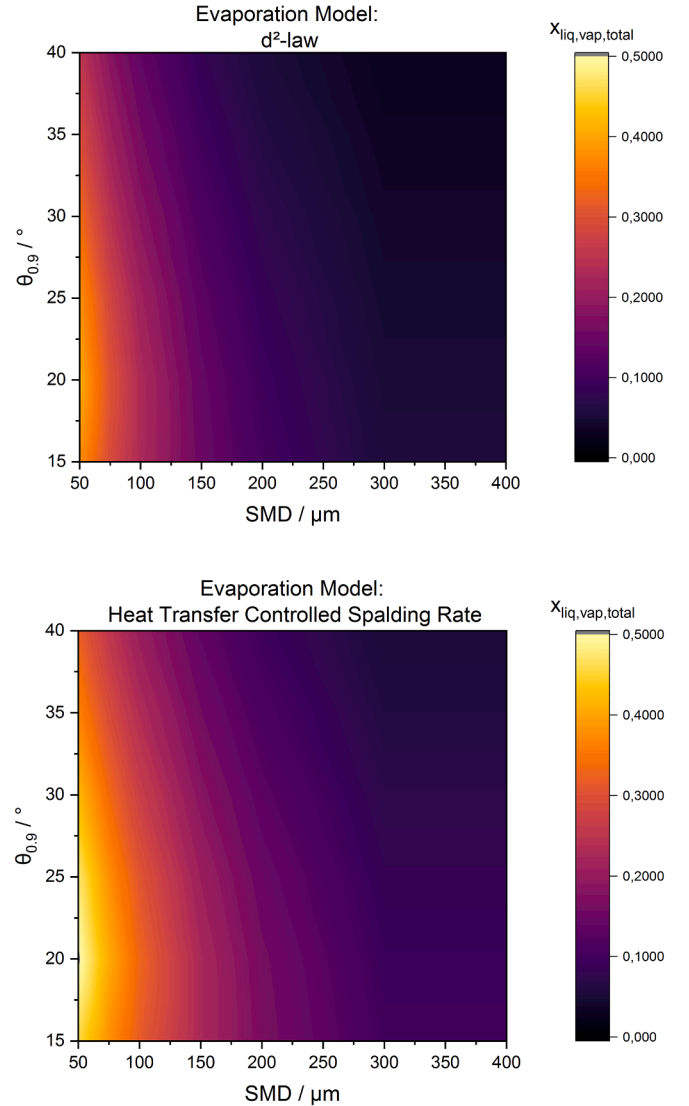 Evaporation Model:
d²-law
x_liq,vap,total
40
35
30
25
20
15
θ_0.9 / °
50 100 150 200 250 300 350 400
SMD / µm
0,5000
0,4000
0,3000
0,2000
0,1000
0,000
Evaporation Model:
Heat Transfer Controlled Spalding Rate
x_liq,vap,total
40
35
30
25
20
15
θ_0.9 / °
50 100 150 200 250 300 350 400
SMD / µm
0,5000
0,4000
0,3000
0,2000
0,1000
0,000